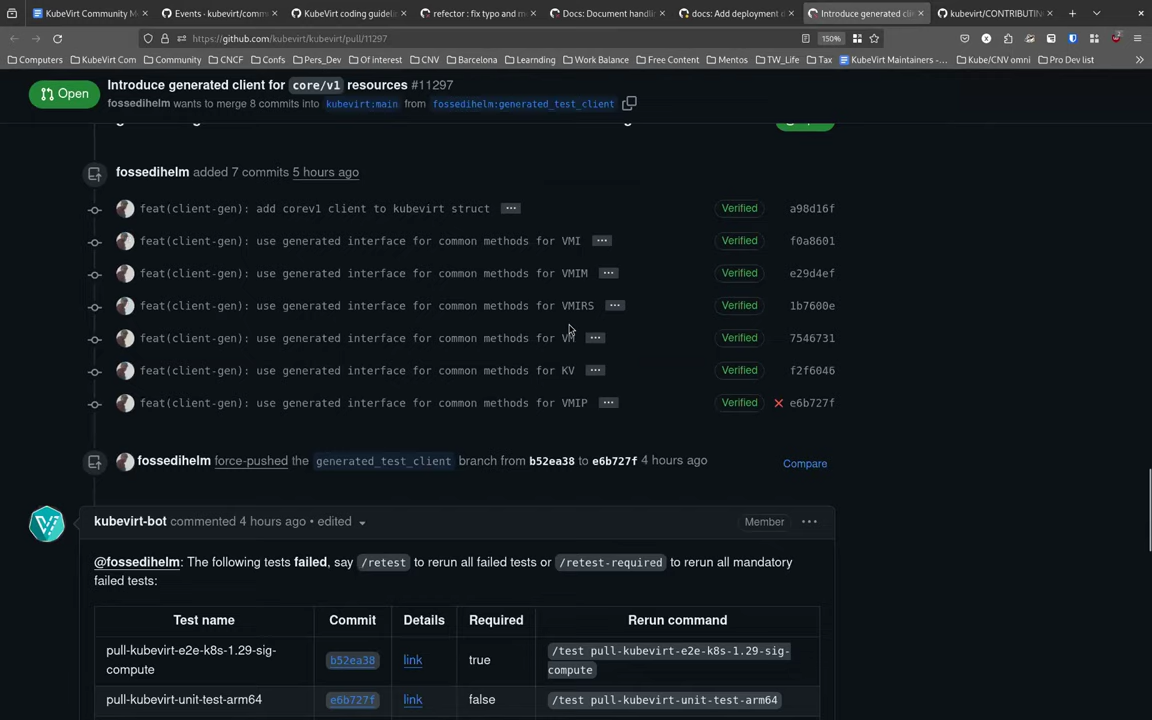 KubeVirt Community M
Events · kubevirt/comm
KubeVirt coding guideli
refactor : fix typo and m
Docs: Document handli
docs: Add deployment d
Introduce generated cli
kubevirt/CONTRIBUTIN
https://github.com/kubevirt/kubevirt/pull/11297
150%
Computers
KubeVirt Com
Community
CNCF
Confs
Pers_Dev
Of interest
CNV
Barcelona
Learnding
Work Balance
Free Content
Mentos
TW_Life
Tax
KubeVirt Maintainers -…
Kube/CNV omni
Pro Dev list
Open
Introduce generated client for core/v1 resources #11297
fossedihelm wants to merge 8 commits into kubevirt:main from fossedihelm:generated_test_client
fossedihelm added 7 commits 5 hours ago
feat(client-gen): add corev1 client to kubevirt struct ··· Verified a98d16f
feat(client-gen): use generated interface for common methods for VMI ··· Verified f0a8601
feat(client-gen): use generated interface for common methods for VMIM ··· Verified e29d4ef
feat(client-gen): use generated interface for common methods for VMIRS ··· Verified 1b7600e
feat(client-gen): use generated interface for common methods for VM ··· Verified 7546731
feat(client-gen): use generated interface for common methods for KV ··· Verified f2f6046
feat(client-gen): use generated interface for common methods for VMIP ··· Verified e6b727f
fossedihelm force-pushed the generated_test_client branch from b52ea38 to e6b727f 4 hours ago Compare
kubevirt-bot commented 4 hours ago • edited Member ···
@fossedihelm: The following tests failed, say /retest to rerun all failed tests or /retest-required to rerun all mandatory
failed tests:
Test name Commit Details Required Rerun command
pull-kubevirt-e2e-k8s-1.29-sig-
compute
b52ea38 link true
/test pull-kubevirt-e2e-k8s-1.29-sig-
compute
pull-kubevirt-unit-test-arm64 e6b727f link false /test pull-kubevirt-unit-test-arm64